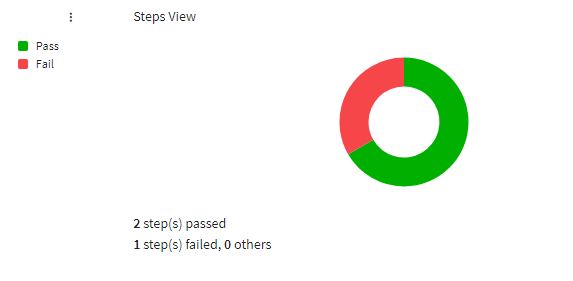 Steps View
Pass
Fail
2 step(s) passed
1 step(s) failed, 0 others